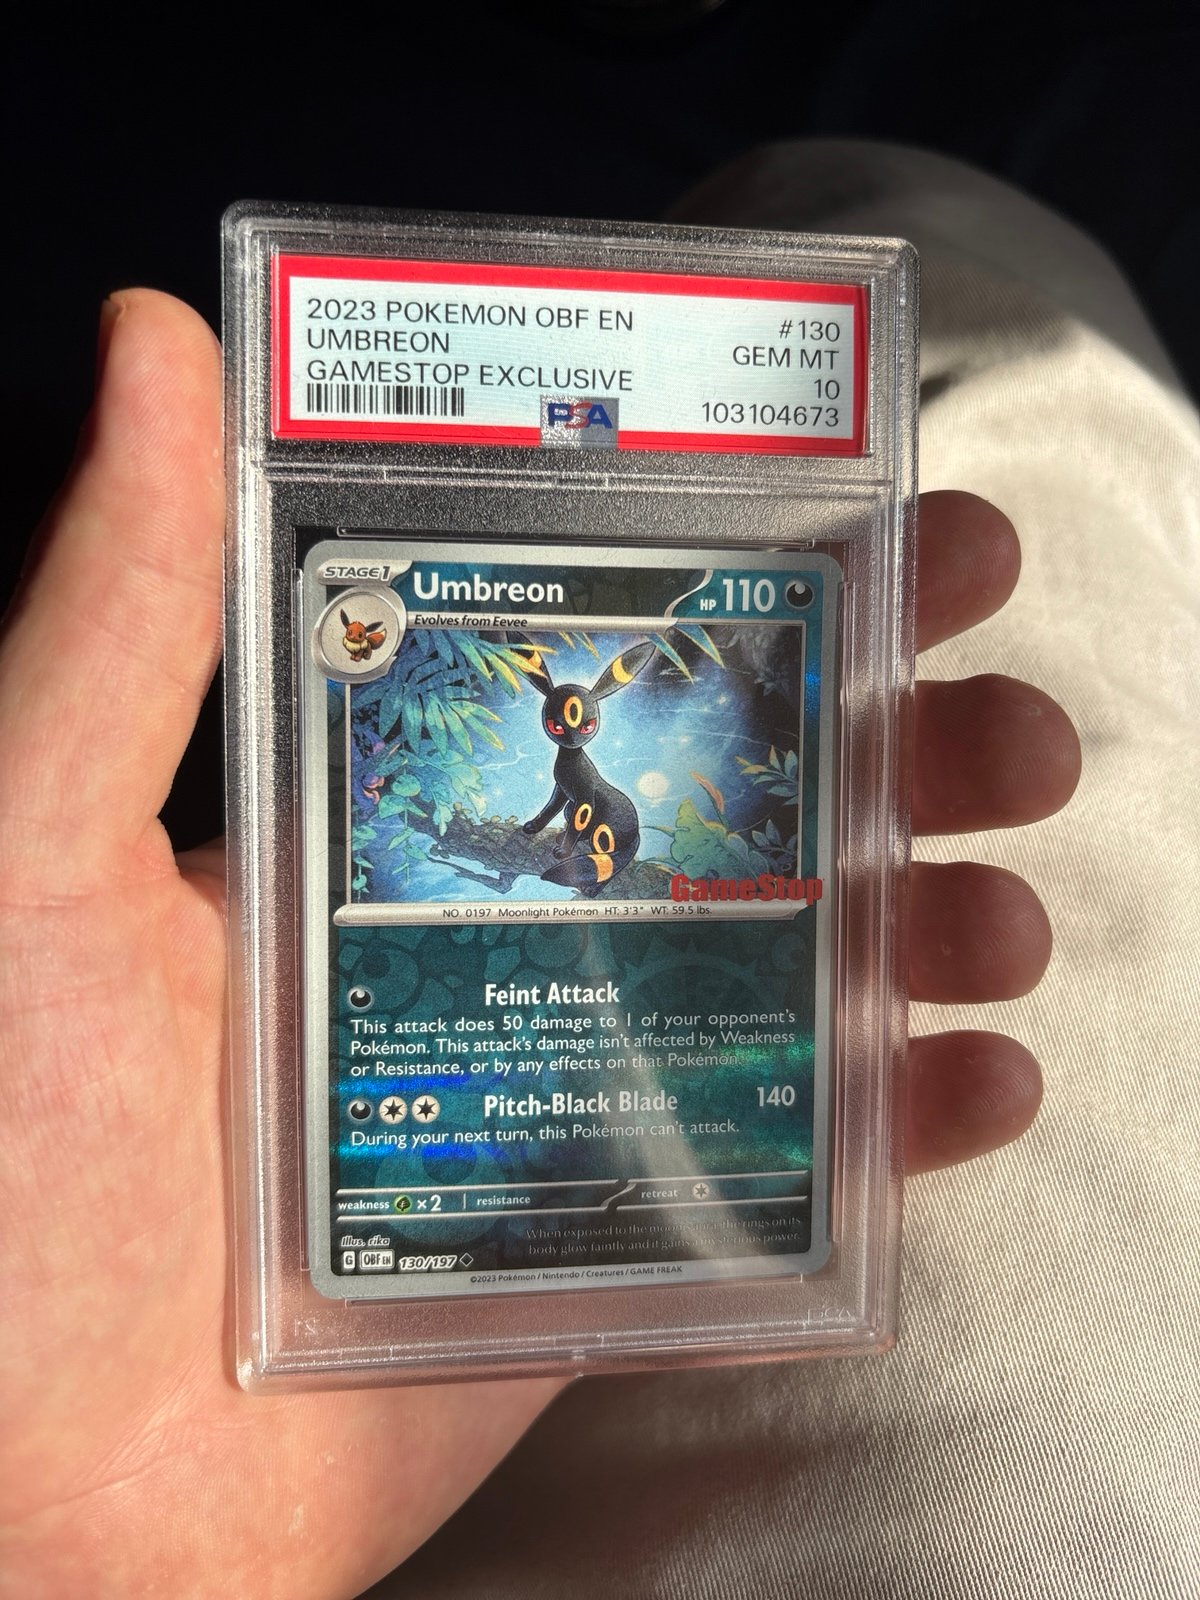 2023 POKEMON OBF EN #130
UMBREON GEM MT
GAMESTOP EXCLUSIVE 10
PSA 103104673
STAGE1 Umbreon HP 110
Evolves from Eevee
GameStop
NO. 0197 Moonlight Pokémon HT: 3'3" WT: 59.5 lbs.
Feint Attack
This attack does 50 damage to 1 of your opponent's
Pokémon. This attack's damage isn't affected by Weakness
or Resistance, or by any effects on that Pokémon.
Pitch-Black Blade 140
During your next turn, this Pokémon can't attack.
weakness ×2 resistance retreat
When exposed to the moon's aura, the rings on its
body glow faintly and it gains a mysterious power.
Illus. eika
G OBF EN 130/197
©2023 Pokémon / Nintendo / Creatures / GAME FREAK